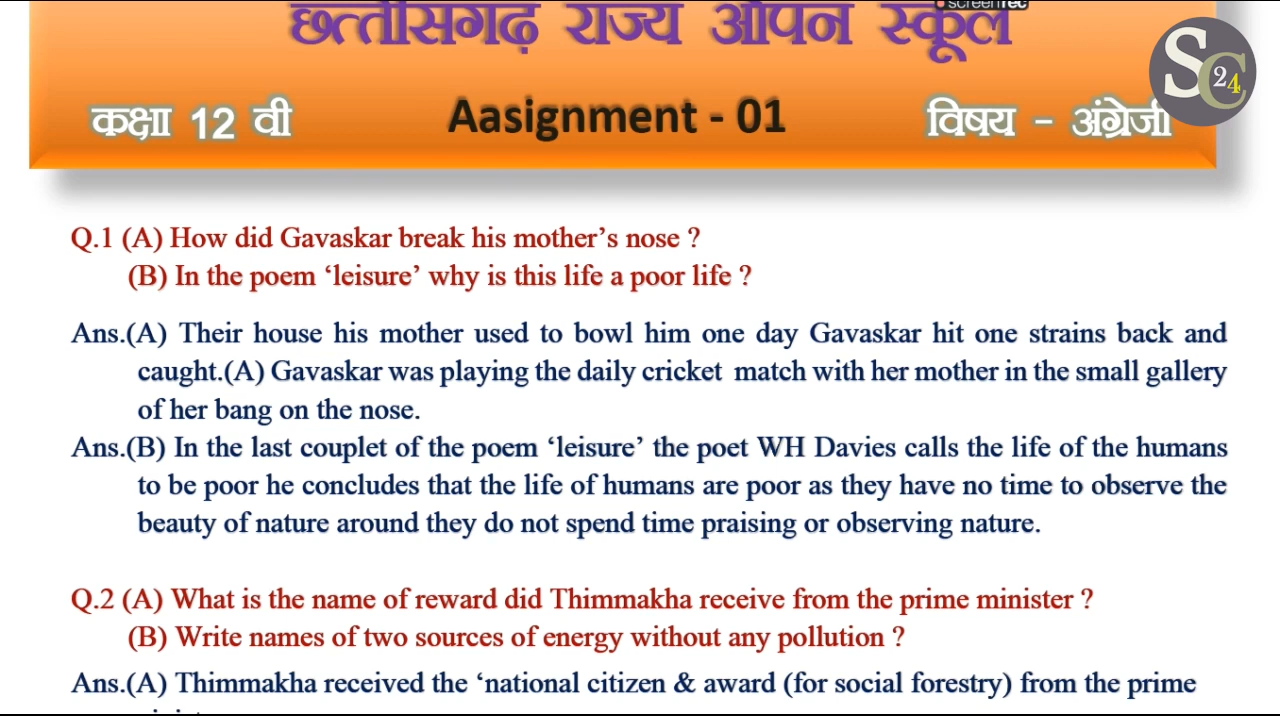 screenrec
छत्तीसगढ़ राज्य ओपन स्कूल
SC24
कक्षा 12 वी Aasignment - 01 विषय - अंग्रेजी
Q.1 (A) How did Gavaskar break his mother's nose ?
(B) In the poem ‘leisure’ why is this life a poor life ?
Ans.(A) Their house his mother used to bowl him one day Gavaskar hit one strains back and
caught.(A) Gavaskar was playing the daily cricket match with her mother in the small gallery
of her bang on the nose.
Ans.(B) In the last couplet of the poem ‘leisure’ the poet WH Davies calls the life of the humans
to be poor he concludes that the life of humans are poor as they have no time to observe the
beauty of nature around they do not spend time praising or observing nature.
Q.2 (A) What is the name of reward did Thimmakha receive from the prime minister ?
(B) Write names of two sources of energy without any pollution ?
Ans.(A) Thimmakha received the ‘national citizen & award (for social forestry) from the prime